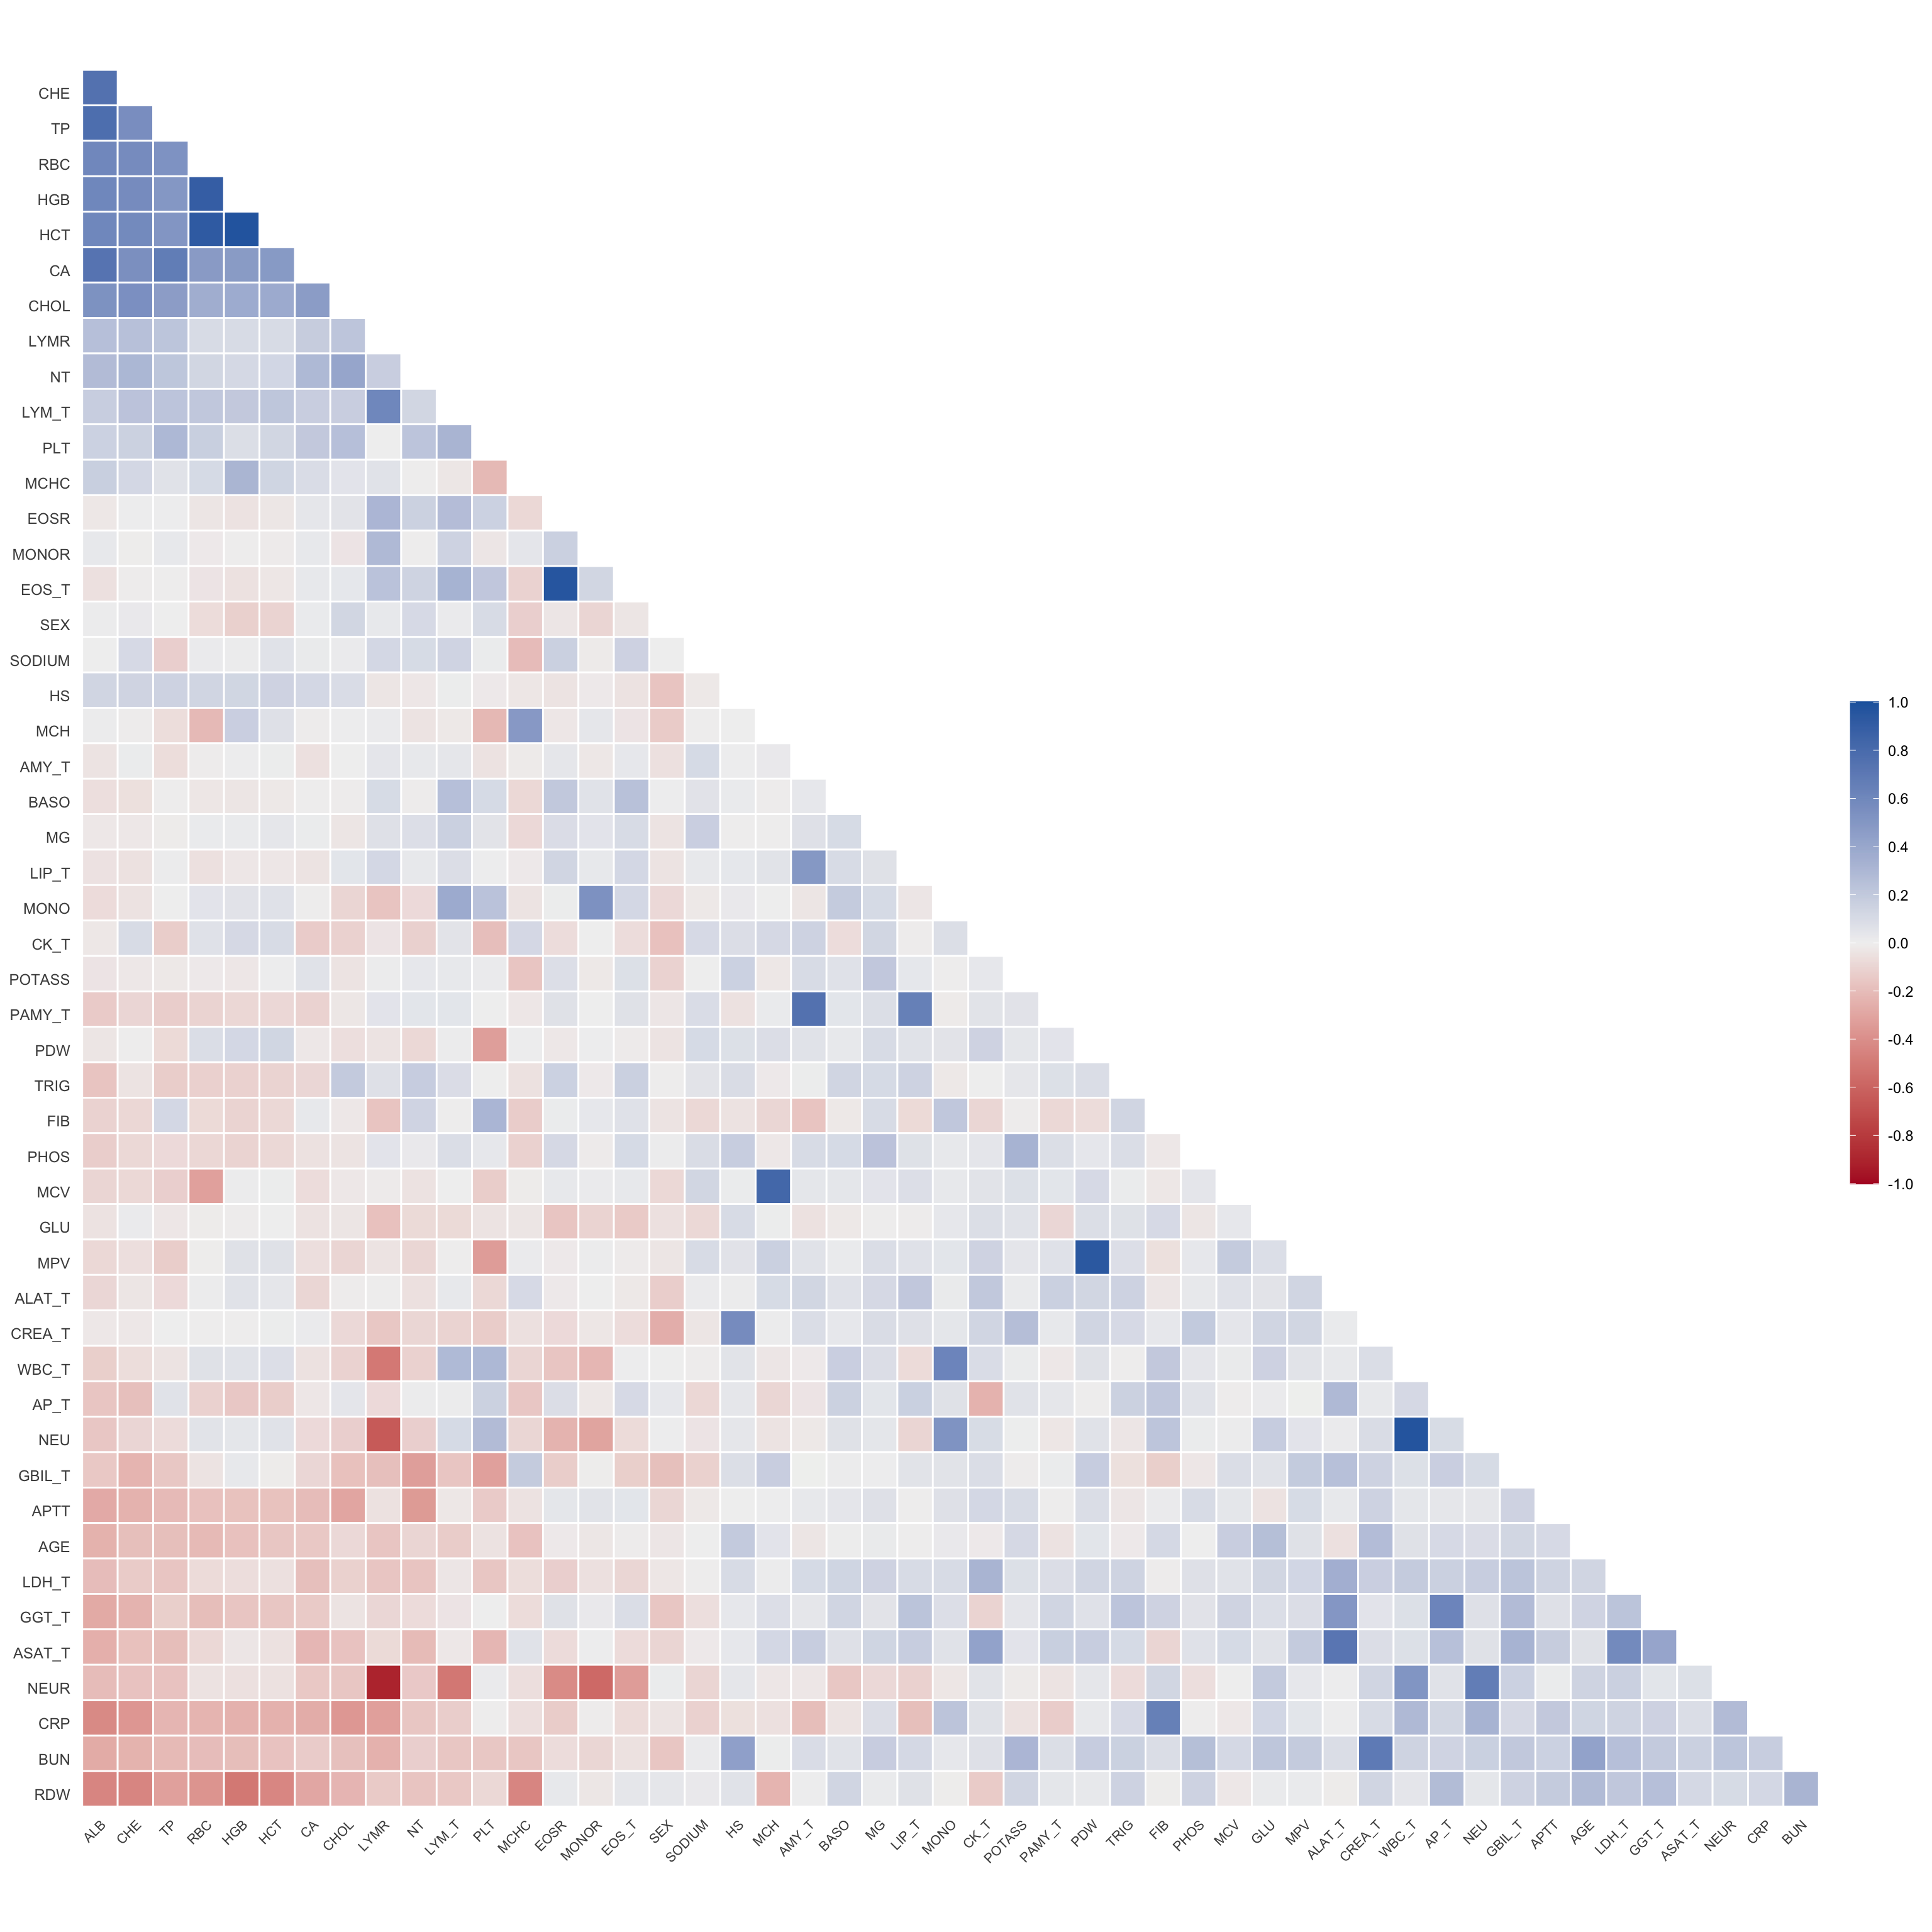 CHE
TP
RBC
HGB
HCT
CA
CHOL
LYMR
NT
LYM_T
PLT
MCHC
EOSR
MONOR
EOS_T
SEX
SODIUM
HS
MCH
AMY_T
BASO
MG
LIP_T
MONO
CK_T
POTASS
PAMY_T
PDW
TRIG
FIB
PHOS
MCV
GLU
MPV
ALAT_T
CREA_T
WBC_T
AP_T
NEU
GBIL_T
APTT
AGE
LDH_T
GGT_T
ASAT_T
NEUR
CRP
BUN
RDW
ALB CHE TP RBC HGB HCT CA CHOL LYMR NT LYM_T PLT MCHC EOSR MONOR EOS_T SEX SODIUM HS MCH AMY_T BASO MG LIP_T MONO CK_T POTASS PAMY_T PDW TRIG FIB PHOS MCV GLU MPV ALAT_T CREA_T WBC_T AP_T NEU GBIL_T APTT AGE LDH_T GGT_T ASAT_T NEUR CRP BUN
1.0
0.8
0.6
0.4
0.2
0.0
-0.2
-0.4
-0.6
-0.8
-1.0